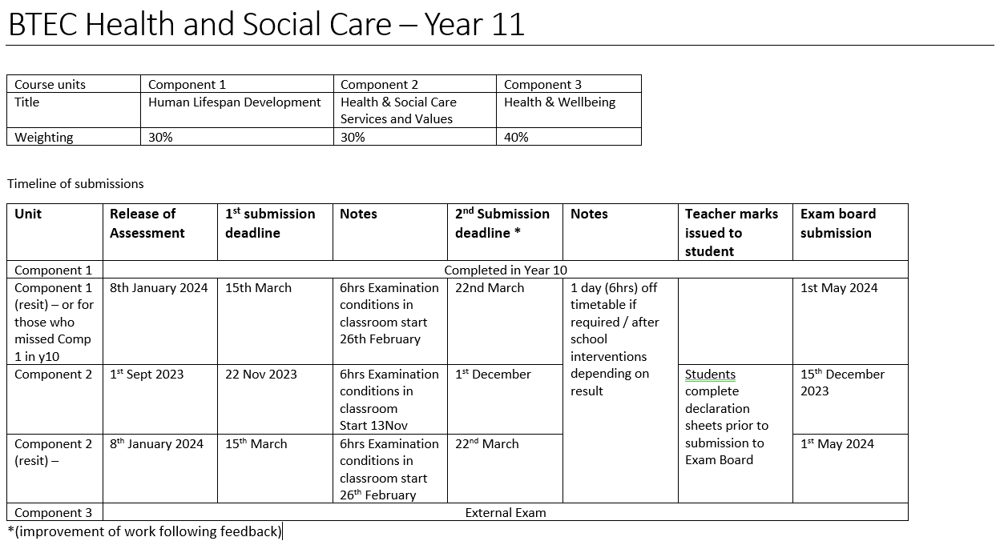 BTEC Health and Social Care – Year 11
Course units Component 1 Component 2 Component 3
Title Human Lifespan Development Health & Social Care Services and Values Health & Wellbeing
Weighting 30% 30% 40%
Timeline of submissions
Unit
Release of
Assessment
1st submission
deadline
Notes
2nd Submission
deadline *
Notes
Teacher marks
issued to
student
Exam board
submission
Component 1 Completed in Year 10
Component 1
(resit) – or for
those who
missed Comp
1 in y10
8th January 2024
15th March
6hrs Examination
conditions in
classroom start
26th February
22nd March
1 day (6hrs) off
timetable if
required / after
school
interventions
depending on
result
1st May 2024
Component 2
1st Sept 2023
22 Nov 2023
6hrs Examination
conditions in
classroom
Start 13Nov
1st December
Students
complete
declaration
sheets prior to
submission to
Exam Board
15th December
2023
Component 2
(resit) –
8th January 2024
15th March
6hrs Examination
conditions in
classroom start
26th February
22nd March
1st May 2024
Component 3 External Exam
*(improvement of work following feedback)